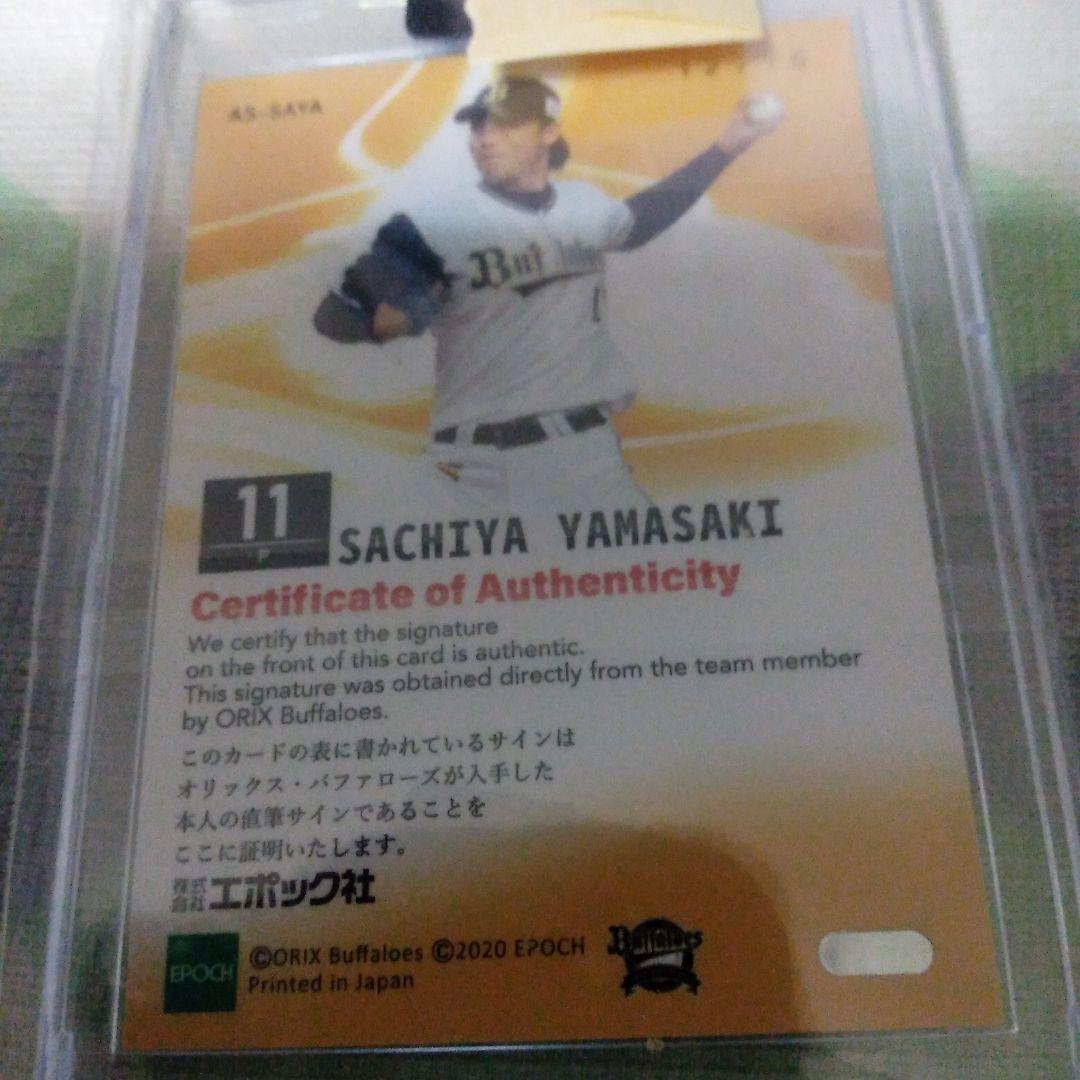 AS-SAYA
11
P
SACHIYA YAMASAKI
Certificate of Authenticity
We certify that the signature
on the front of this card is authentic.
This signature was obtained directly from the team member
by ORIX Buffaloes.
このカードの表に書かれているサインは
オリックス・バファローズが入手した
本人の直筆サインであることを
ここに証明いたします。
株式会社エポック社
EPOCH
©ORIX Buffaloes ©2020 EPOCH
Printed in Japan
Buffaloes